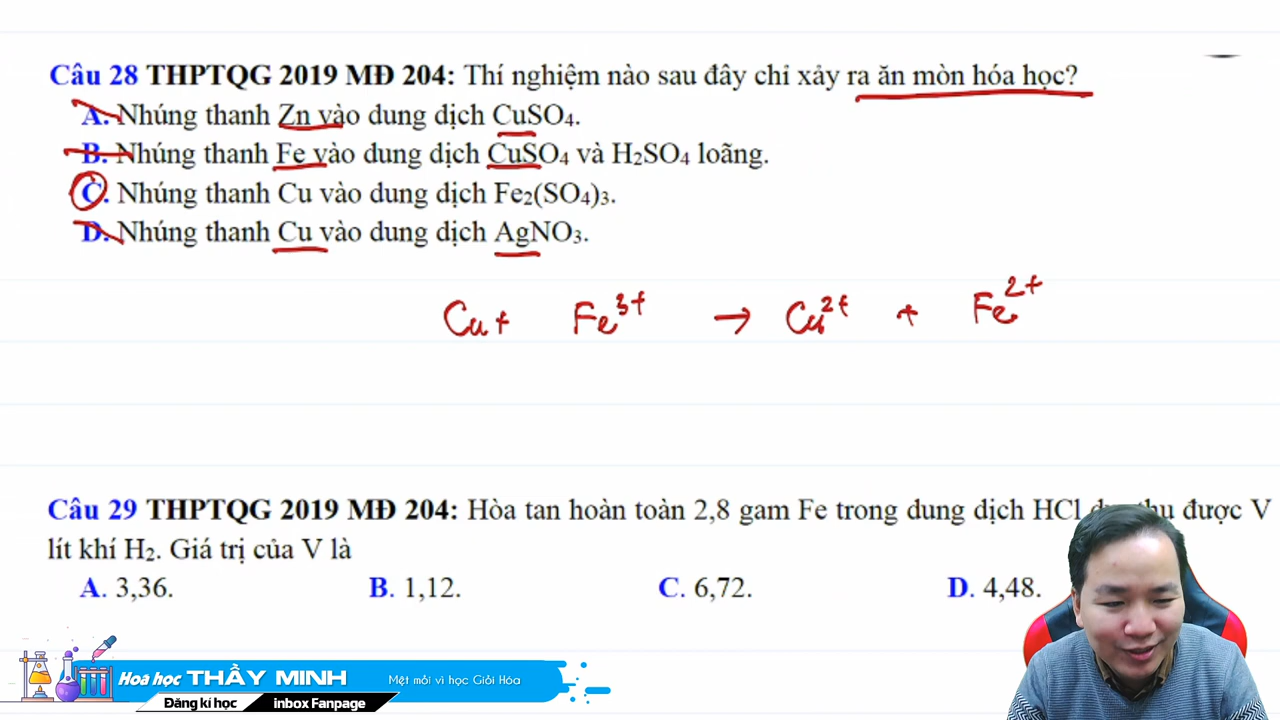 Câu 28 THPTQG 2019 MĐ 204: Thí nghiệm nào sau đây chỉ xảy ra ăn mòn hóa học?
A. Nhúng thanh Zn vào dung dịch CuSO₄.
B. Nhúng thanh Fe vào dung dịch CuSO₄ và H₂SO₄ loãng.
C. Nhúng thanh Cu vào dung dịch Fe₂(SO₄)₃.
D. Nhúng thanh Cu vào dung dịch AgNO₃.
Cu + Fe³⁺ → Cu²⁺ + Fe²⁺
Câu 29 THPTQG 2019 MĐ 204: Hòa tan hoàn toàn 2,8 gam Fe trong dung dịch HCl thu được V
lít khí H₂. Giá trị của V là
A. 3,36. B. 1,12. C. 6,72. D. 4,48.
Hoá học THẦY MINH Mệt mỏi vì học Giỏi Hóa
Đăng kí học inbox Fanpage